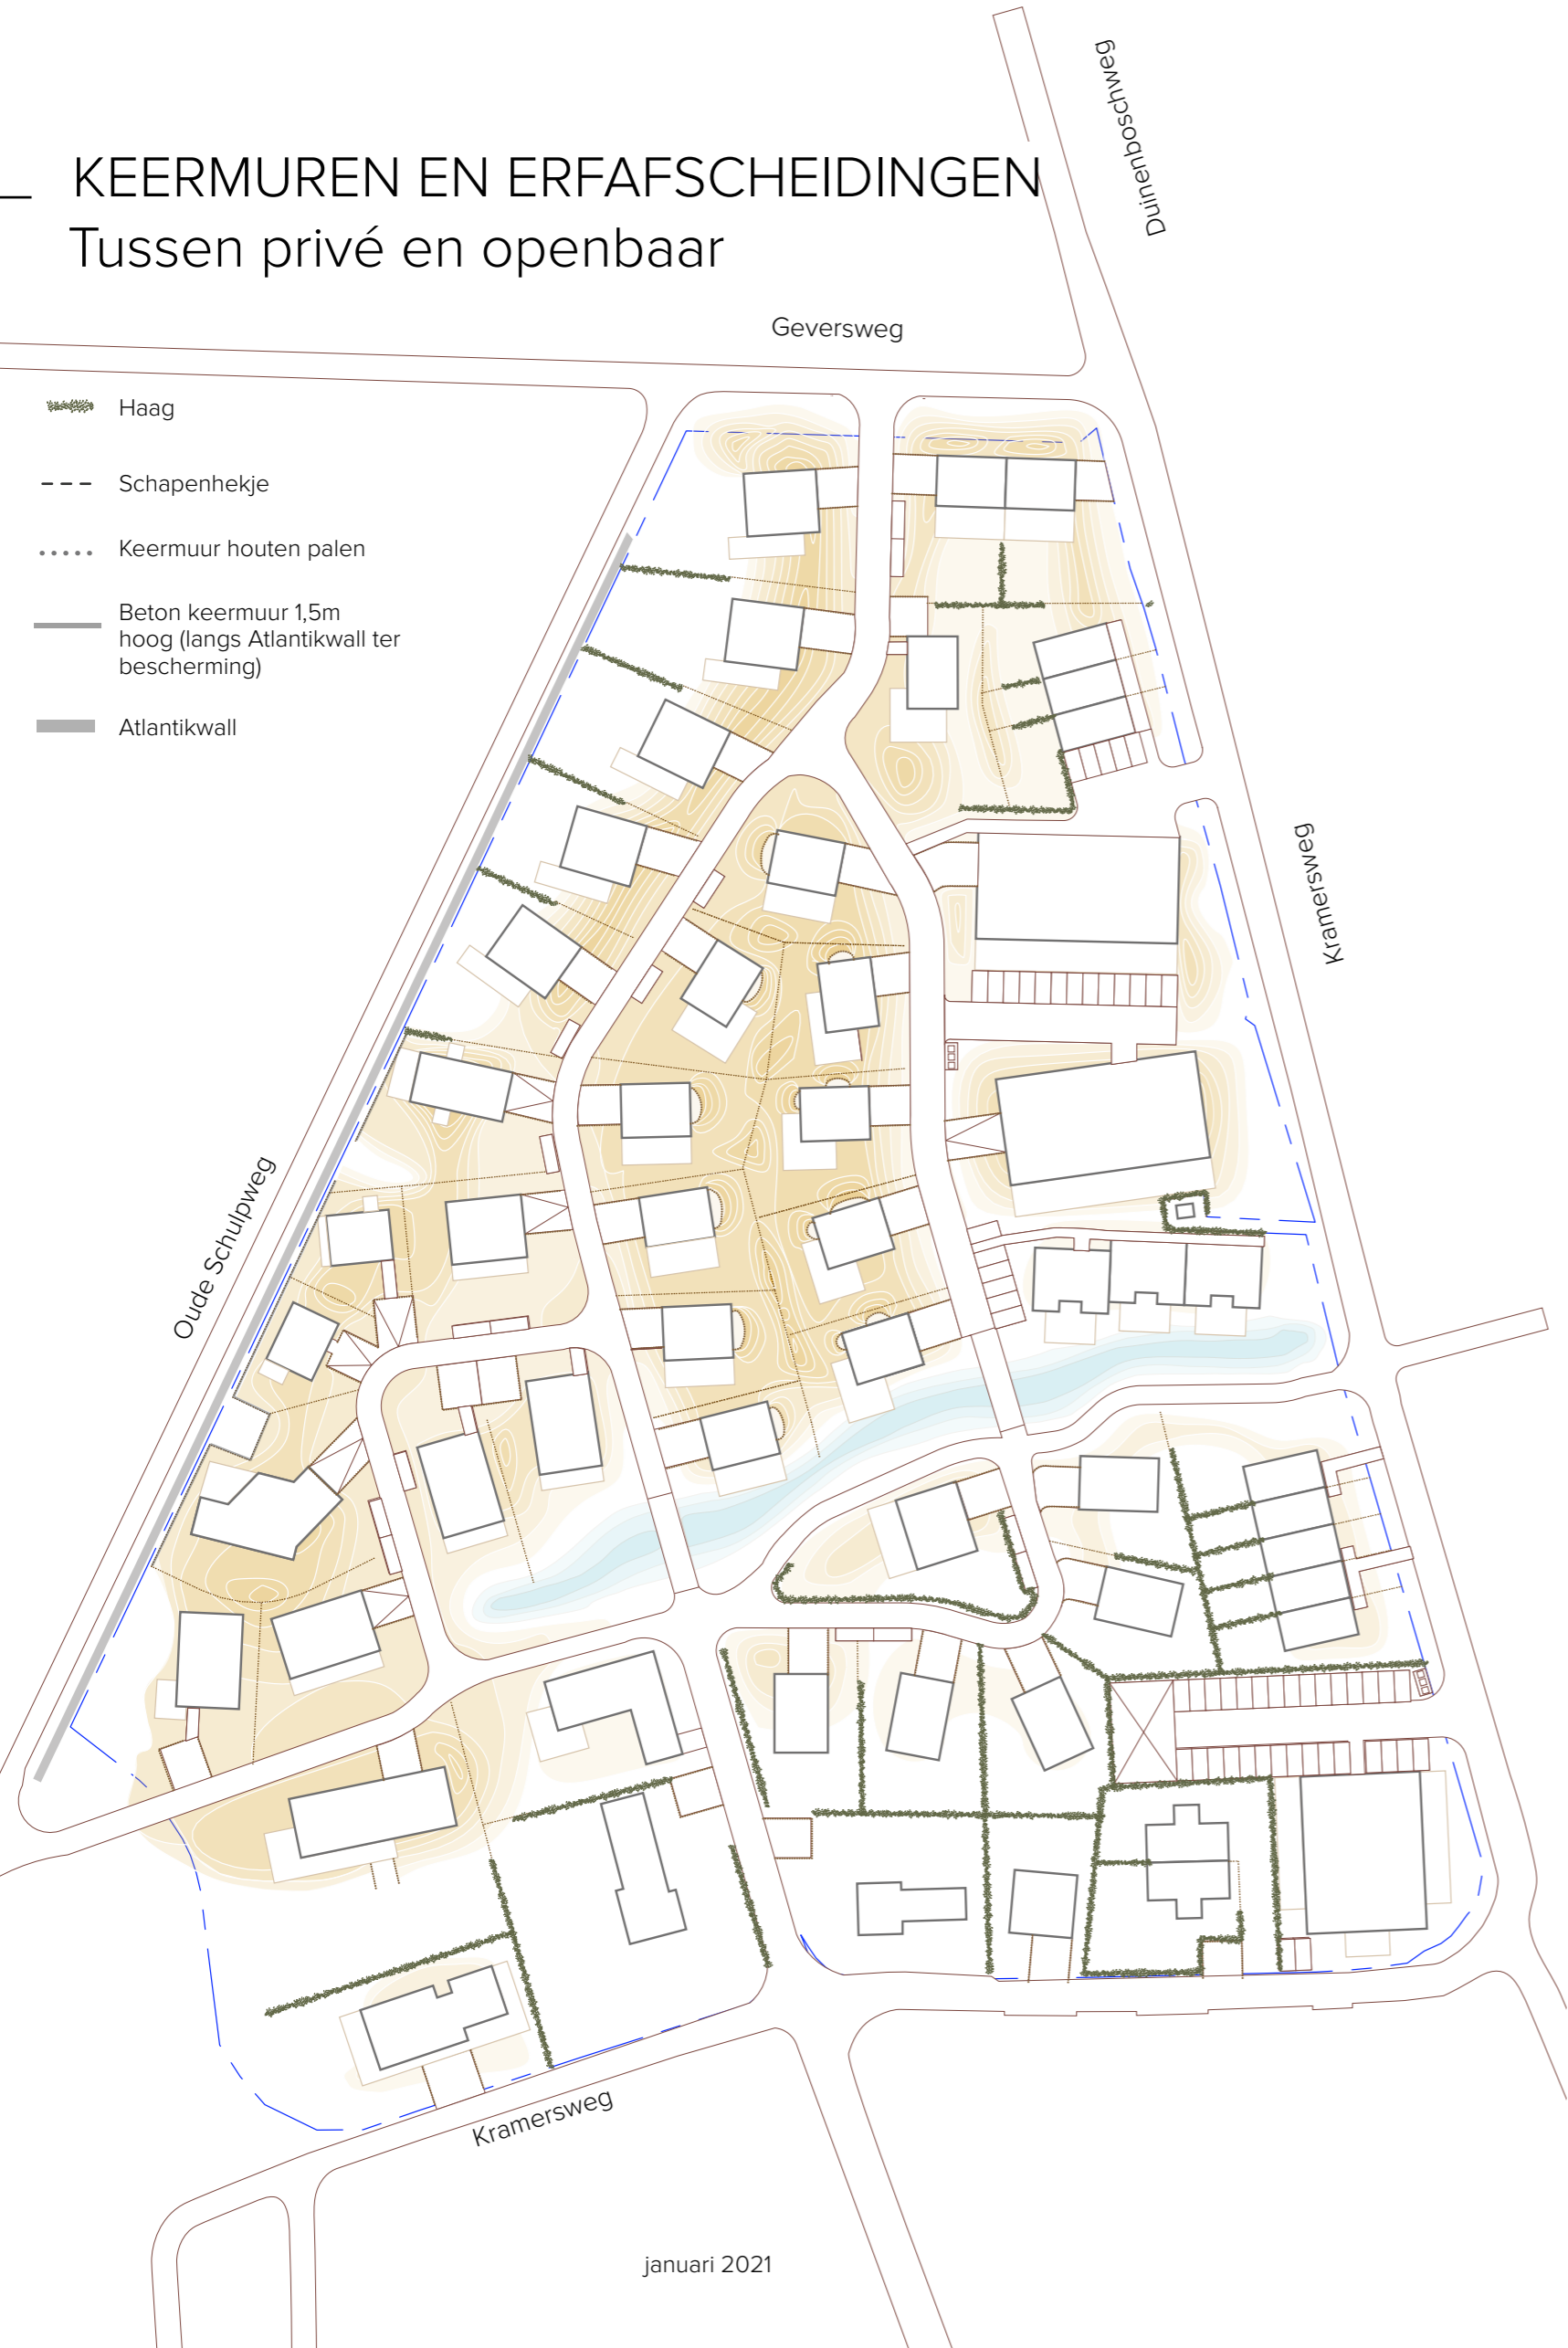 KEERMUREN EN ERFAFSCHEIDINGEN
Tussen privé en openbaar
Duinenboschweg
Geversweg
Haag
Schapenhekje
Keermuur houten palen
Beton keermuur 1,5m
hoog (langs Atlantikwall ter
bescherming)
Atlantikwall
Kramersweg
Oude Schulpweg
Kramersweg
januari 2021